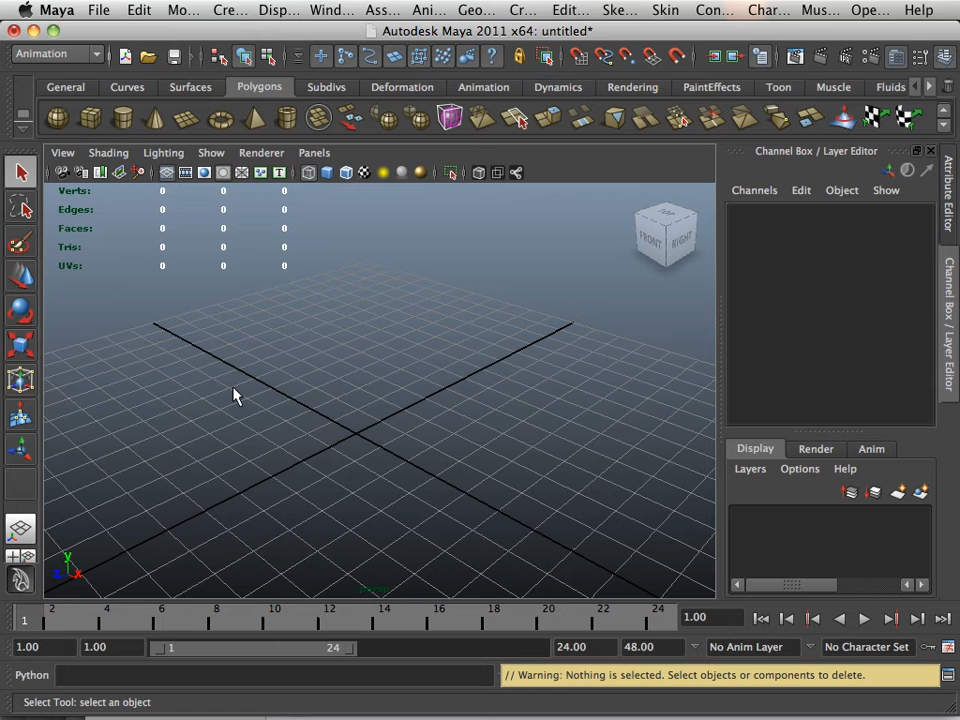 Maya File Edit Mo... Cre... Disp... Wind... Ass... Ani... Geo... Cr... Edit... Ske... Skin Con... Char... Mus... Ope... Help
Autodesk Maya 2011 x64: untitled*
Animation
General Curves Surfaces Polygons Subdivs Deformation Animation Dynamics Rendering PaintEffects Toon Muscle Fluids
View Shading Lighting Show Renderer Panels
Channel Box / Layer Editor
Channels Edit Object Show
Verts: 0 0 0
Edges: 0 0 0
Faces: 0 0 0
Tris: 0 0 0
UVs: 0 0 0
TOP
FRONT RIGHT
Attribute Editor
Channel Box / Layer Editor
Display Render Anim
Layers Options Help
y
z x
persp
1 2 4 6 8 10 12 14 16 18 20 22 24 1.00
1.00 1.00 1 24 24.00 48.00 No Anim Layer No Character Set
Python // Warning: Nothing is selected. Select objects or components to delete.
Select Tool: select an object